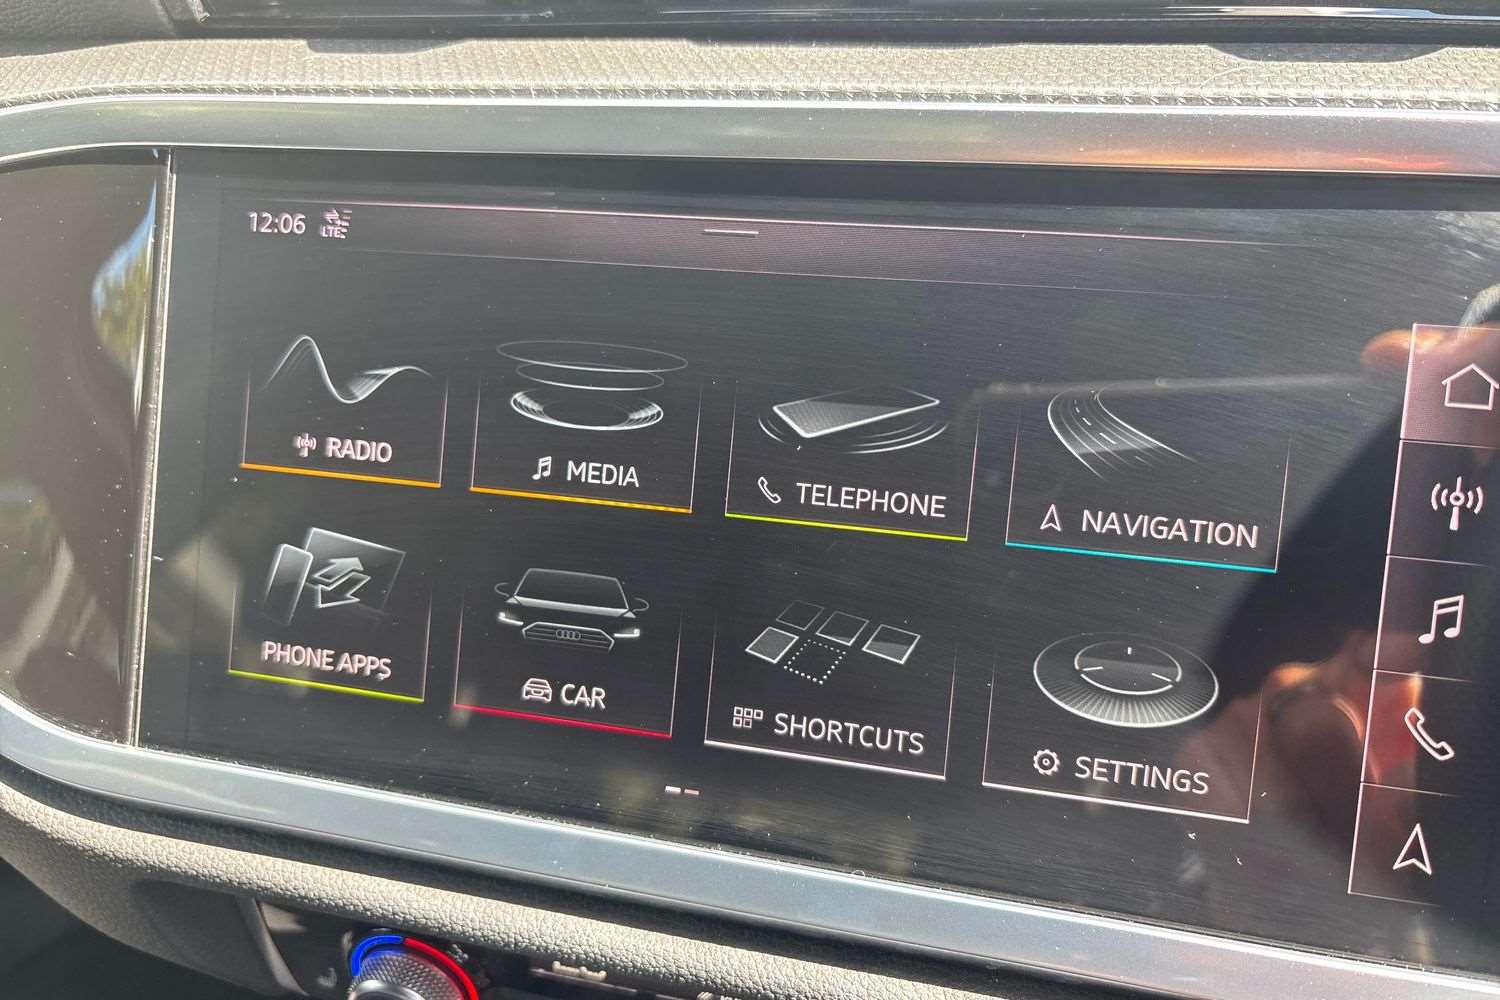 12:06 LTE
RADIO
MEDIA
TELEPHONE
NAVIGATION
PHONE APPS
CAR
SHORTCUTS
SETTINGS